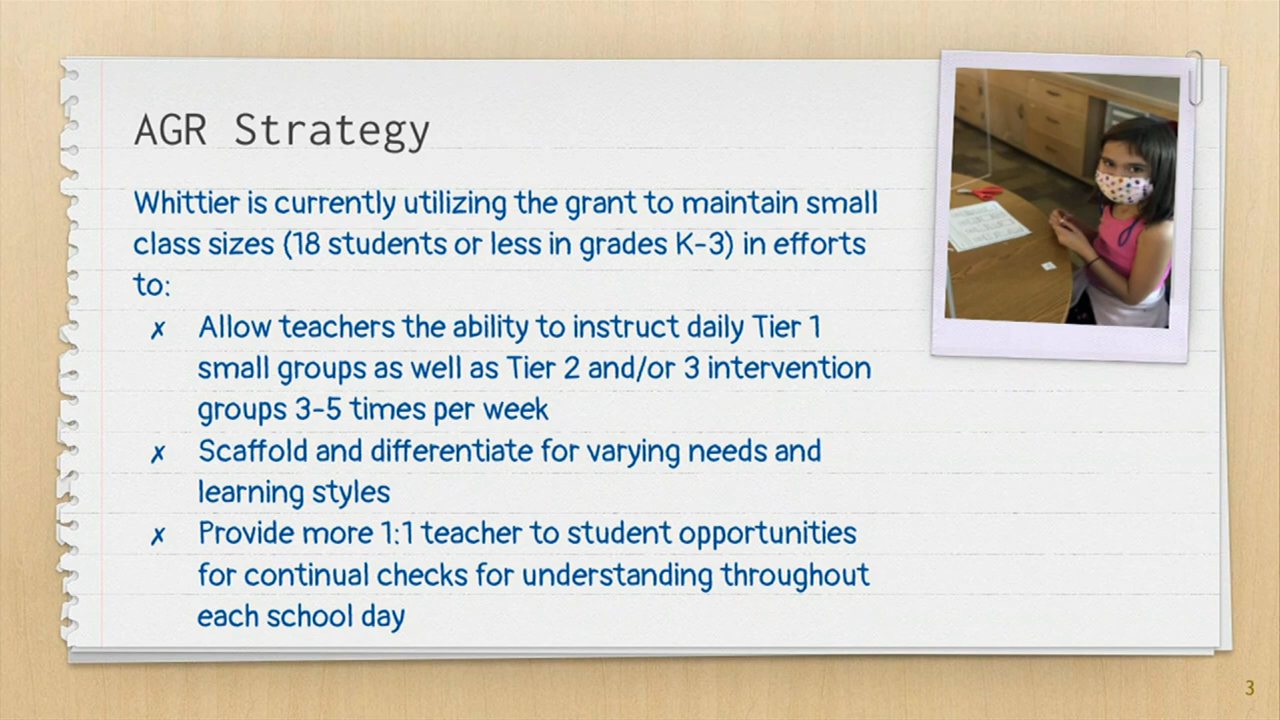 AGR Strategy
Whittier is currently utilizing the grant to maintain small
class sizes (18 students or less in grades K-3) in efforts
to:
✗ Allow teachers the ability to instruct daily Tier 1
small groups as well as Tier 2 and/or 3 intervention
groups 3-5 times per week
✗ Scaffold and differentiate for varying needs and
learning styles
✗ Provide more 1:1 teacher to student opportunities
for continual checks for understanding throughout
each school day
3